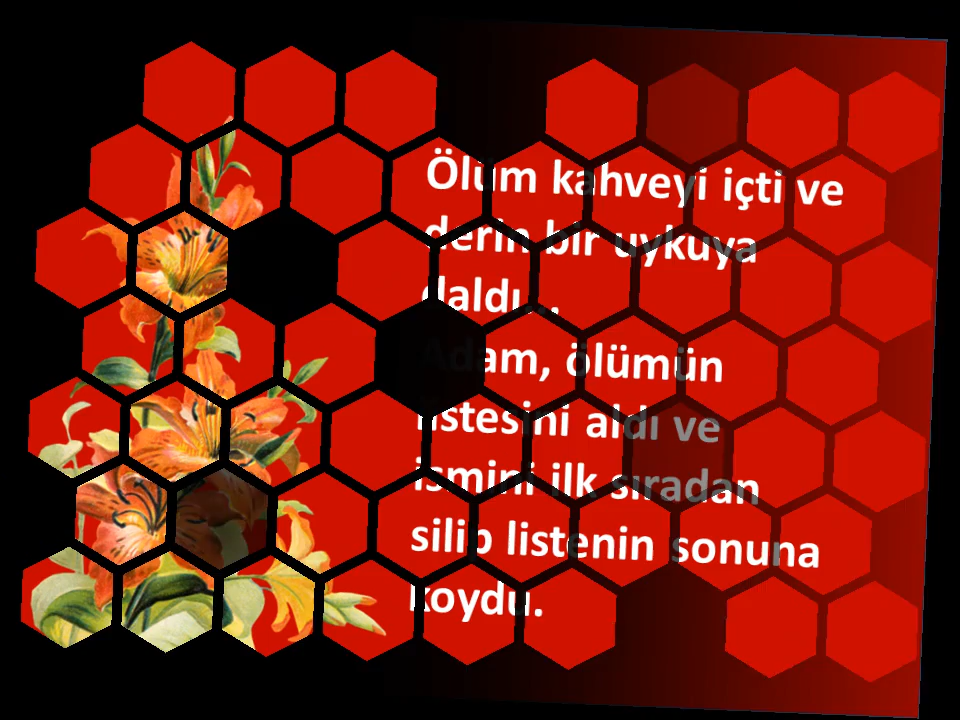 Ölüm kahveyi içti ve
derin bir uykuya
daldı...
Adam, ölümün
listesini aldı ve
ismini ilk sıradan
silip listenin sonuna
koydu.